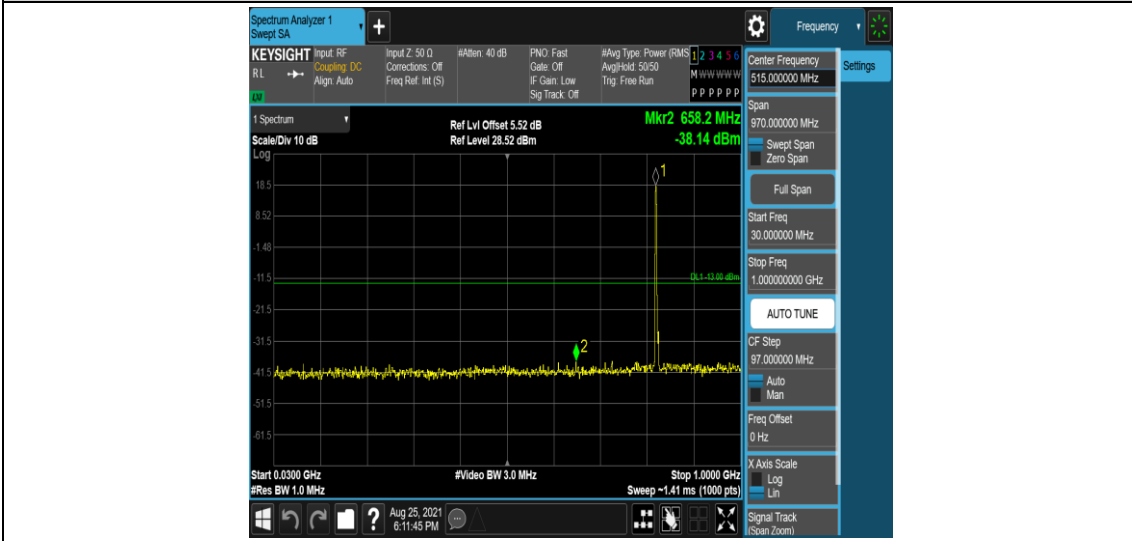 Spectrum Analyzer 1
Swept SA
+
Frequency
KEYSIGHT
RL
Input: RF
Coupling: DC
Align: Auto
Input Z: 50 Ω
Corrections: Off
Freq Ref: Int (S)
#Atten: 40 dB
PNO: Fast
Gate: Off
IF Gain: Low
Sig Track: Off
#Avg Type: Power (RMS
Avg|Hold: 50/50
Trig: Free Run
1 2 3 4 5 6
M W W W W W
P P P P P P
1 Spectrum
Scale/Div 10 dB
Log
Ref Lvl Offset 5.52 dB
Ref Level 28.52 dBm
Mkr2 658.2 MHz
-38.14 dBm
1
18.5
8.52
-1.48
-11.5
DL1 -13.00 dBm
-21.5
-31.5
2
-41.5
-51.5
-61.5
Start 0.0300 GHz
#Res BW 1.0 MHz
#Video BW 3.0 MHz
Stop 1.0000 GHz
Sweep ~1.41 ms (1000 pts)
Center Frequency
515.000000 MHz
Settings
Span
970.000000 MHz
Swept Span
Zero Span
Full Span
Start Freq
30.000000 MHz
Stop Freq
1.000000000 GHz
AUTO TUNE
CF Step
97.000000 MHz
Auto
Man
Freq Offset
0 Hz
X Axis Scale
Log
Lin
Signal Track
(Span Zoom)
?
Aug 25, 2021
6:11:45 PM